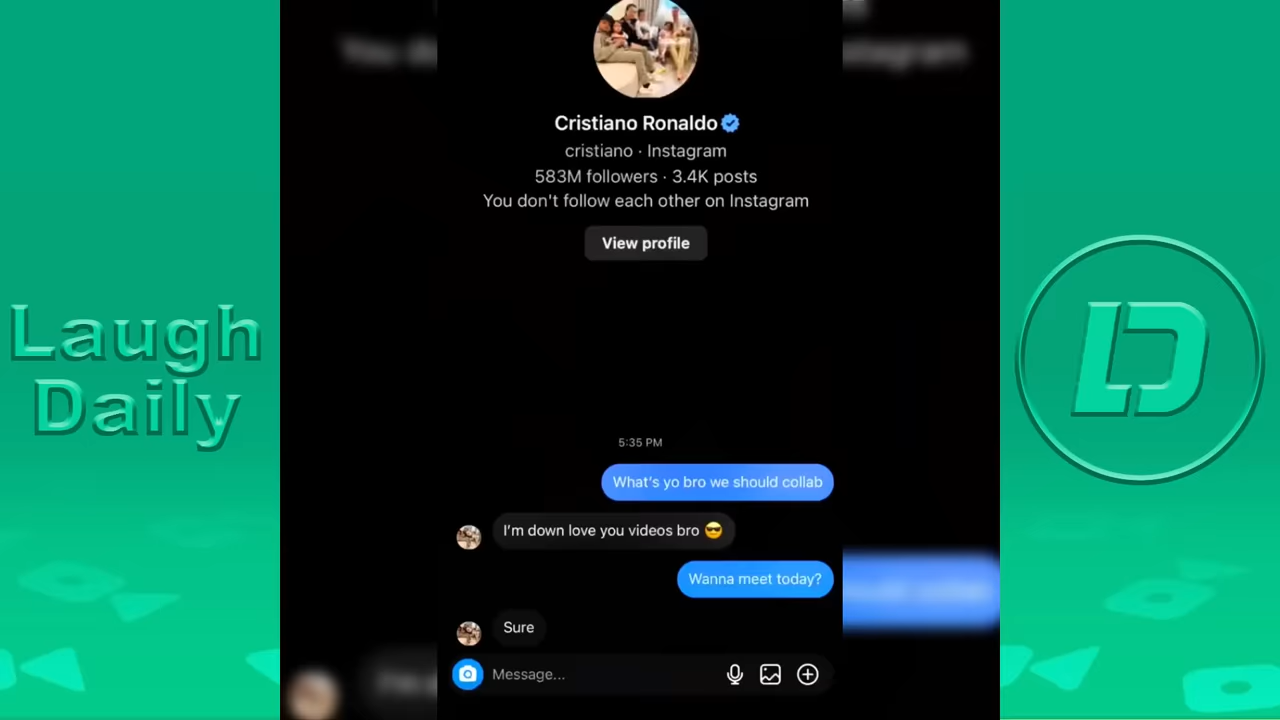 Laugh
Daily
Cristiano Ronaldo
cristiano · Instagram
583M followers · 3.4K posts
You don't follow each other on Instagram
View profile
5:35 PM
What's yo bro we should collab
I'm down love you videos bro 😎
Wanna meet today?
Sure
Message...
LD